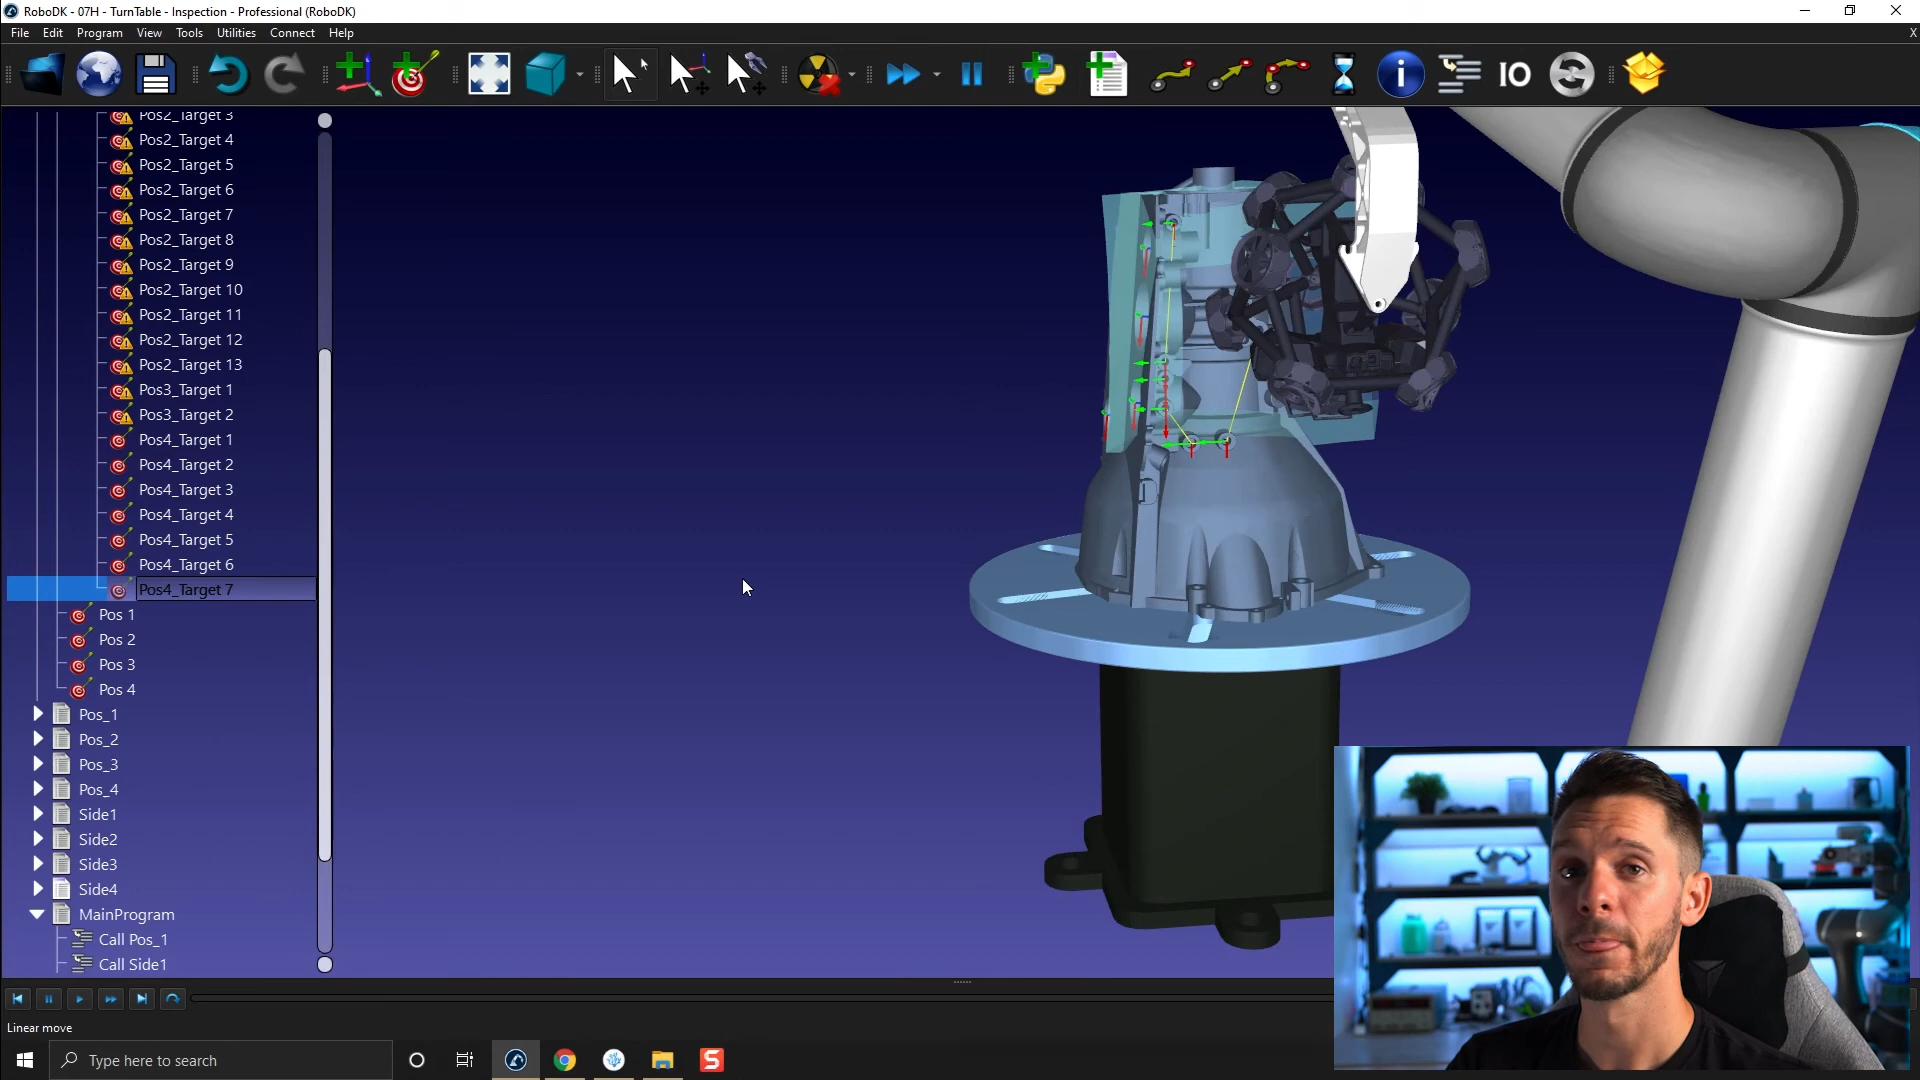 RoboDK - 07H - TurnTable - Inspection - Professional (RoboDK)
File Edit Program View Tools Utilities Connect Help
X
IO
Pos2_Target 3
Pos2_Target 4
Pos2_Target 5
Pos2_Target 6
Pos2_Target 7
Pos2_Target 8
Pos2_Target 9
Pos2_Target 10
Pos2_Target 11
Pos2_Target 12
Pos2_Target 13
Pos3_Target 1
Pos3_Target 2
Pos4_Target 1
Pos4_Target 2
Pos4_Target 3
Pos4_Target 4
Pos4_Target 5
Pos4_Target 6
Pos4_Target 7
Pos 1
Pos 2
Pos 3
Pos 4
Pos_1
Pos_2
Pos_3
Pos_4
Side1
Side2
Side3
Side4
MainProgram
Call Pos_1
Call Side1
Linear move
Type here to search